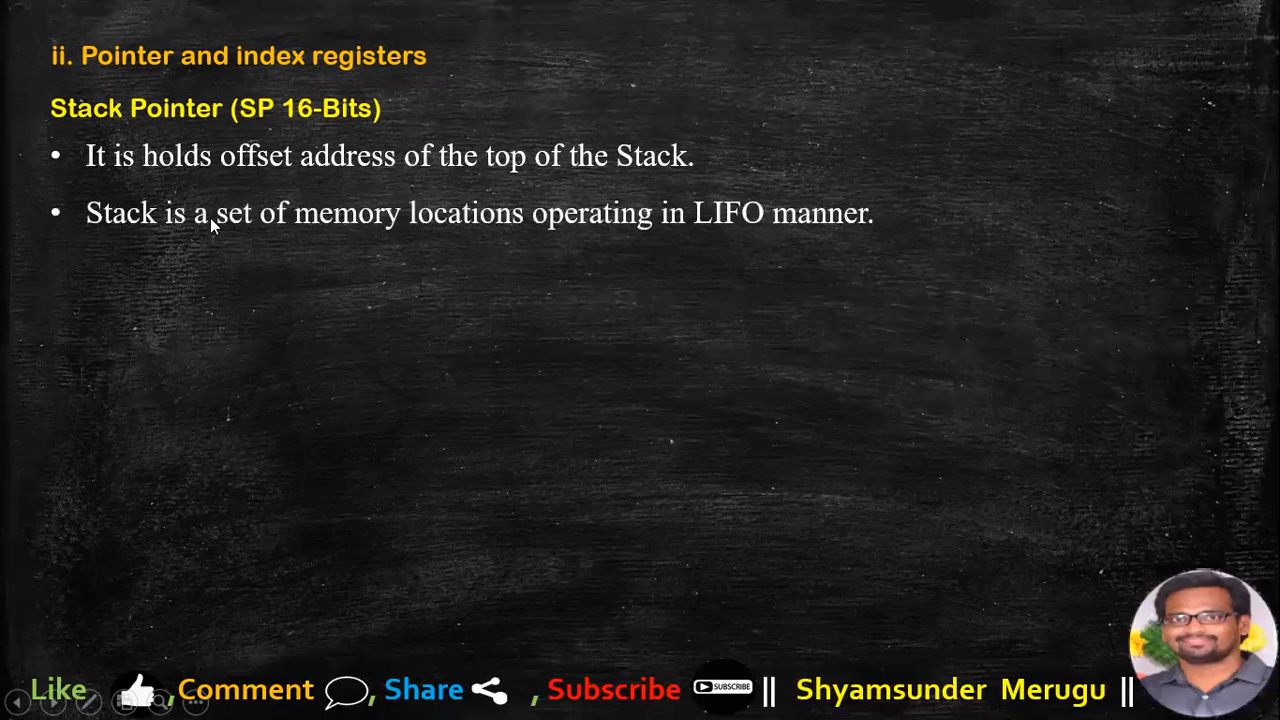 ii. Pointer and index registers
Stack Pointer (SP 16-Bits)
• It is holds offset address of the top of the Stack.
• Stack is a set of memory locations operating in LIFO manner.
Like , Comment , Share , Subscribe SUBSCRIBE || Shyamsunder Merugu ||